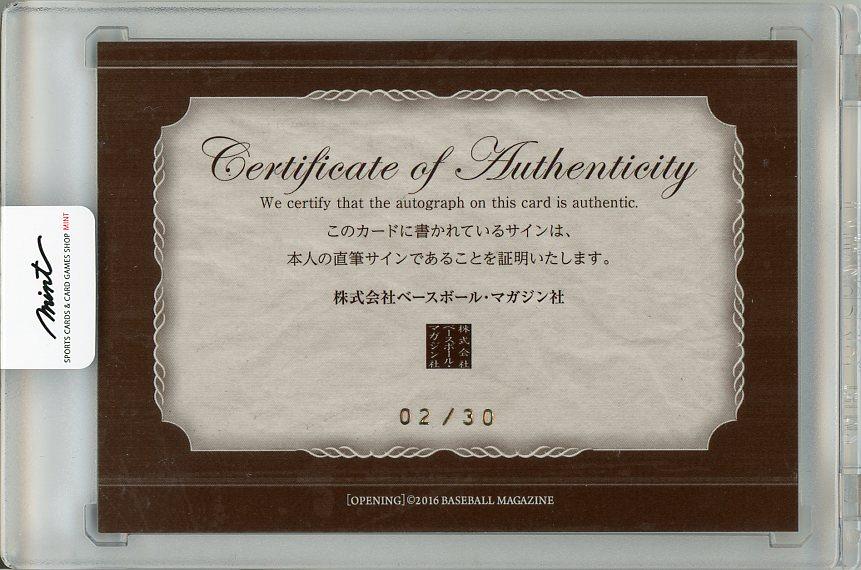 Certificate of Authenticity
We certify that the autograph on this card is authentic.
このカードに書かれているサインは、
本人の直筆サインであることを証明いたします。
株式会社ベースボール・マガジン社
株式会社
ベースボール・
マガジン社
02/30
[OPENING]©2016 BASEBALL MAGAZINE
mint
SPORTS CARDS & CARD GAMES SHOP MINT